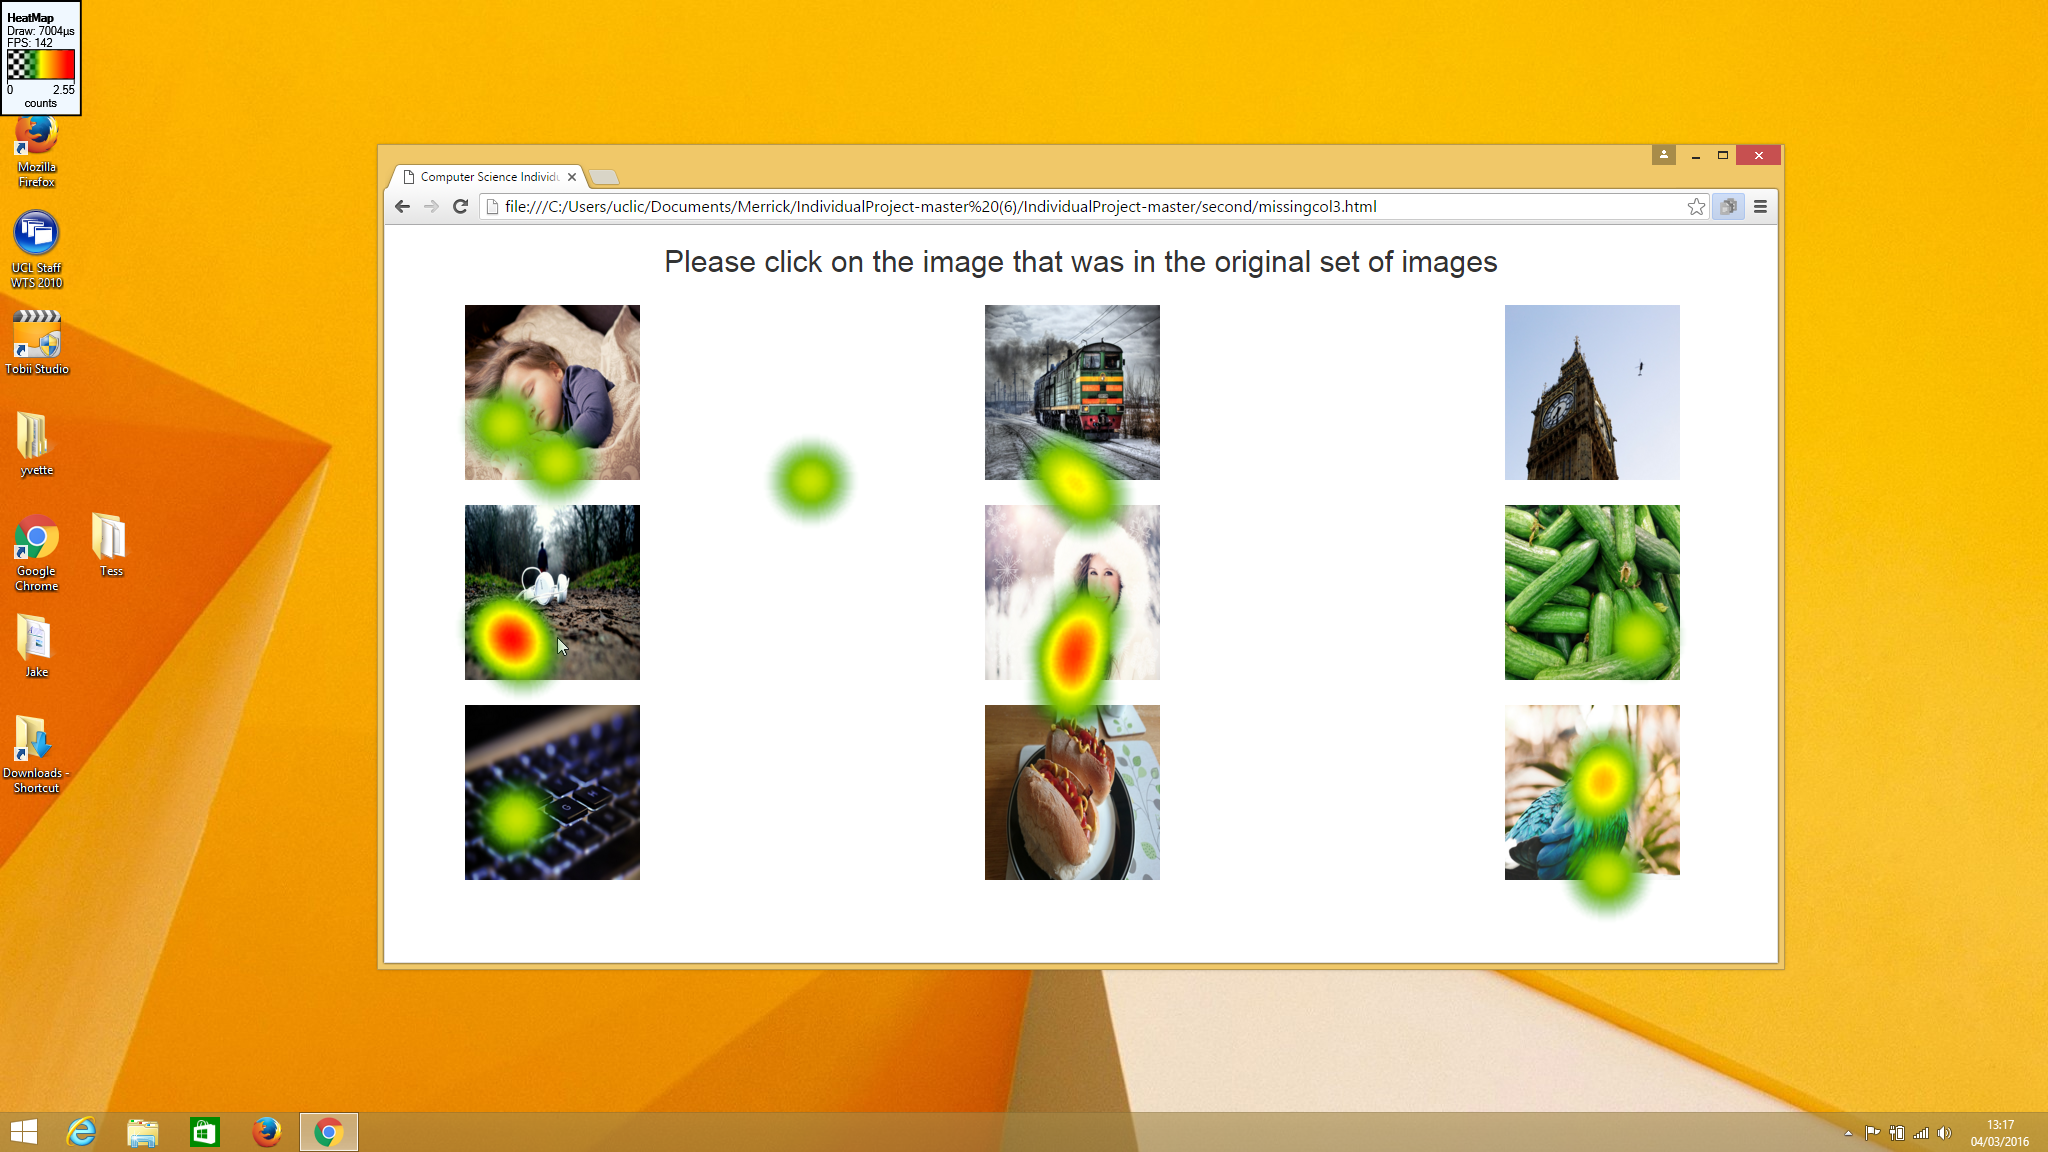 HeatMap
Draw: 7004µs
FPS: 142
0 2.55
counts
Mozilla
Firefox
UCL Staff
WTS 2010
Tobii Studio
yvette
Google
Chrome
Tess
Jake
Downloads -
Shortcut
Computer Science Individu
file:///C:/Users/uclic/Documents/Merrick/IndividualProject-master%20(6)/IndividualProject-master/second/missingcol3.html
Please click on the image that was in the original set of images
G H
13:17
04/03/2016